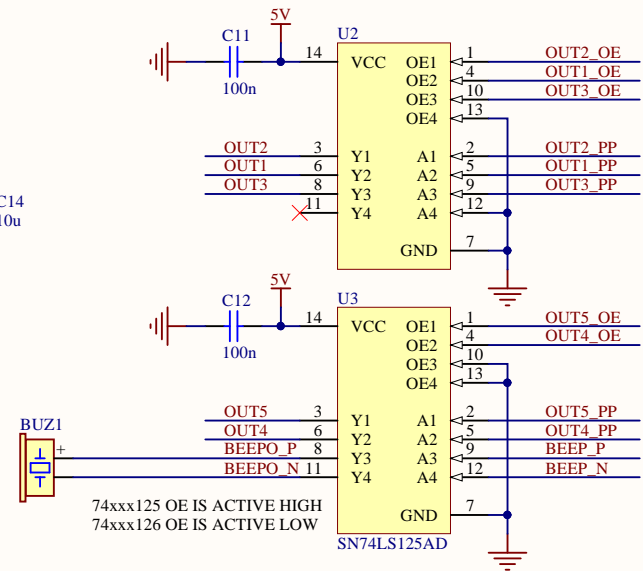 5V
C11
100n
U2
14 VCC OE1 1 OUT2_OE
OE2 4 OUT1_OE
OE3 10 OUT3_OE
OE4 13
OUT2 3 Y1 A1 2 OUT2_PP
OUT1 6 Y2 A2 5 OUT1_PP
OUT3 8 Y3 A3 9 OUT3_PP
11 Y4 A4 12
GND 7
C14
10u
5V
C12
100n
U3
14 VCC OE1 1 OUT5_OE
OE2 4 OUT4_OE
OE3 10
OE4 13
OUT5 3 Y1 A1 2 OUT5_PP
OUT4 6 Y2 A2 5 OUT4_PP
BUZ1
+ BEEPO_P 8 Y3 A3 9 BEEP_P
BEEPO_N 11 Y4 A4 12 BEEP_N
GND 7
74xxx125 OE IS ACTIVE HIGH
74xxx126 OE IS ACTIVE LOW
SN74LS125AD